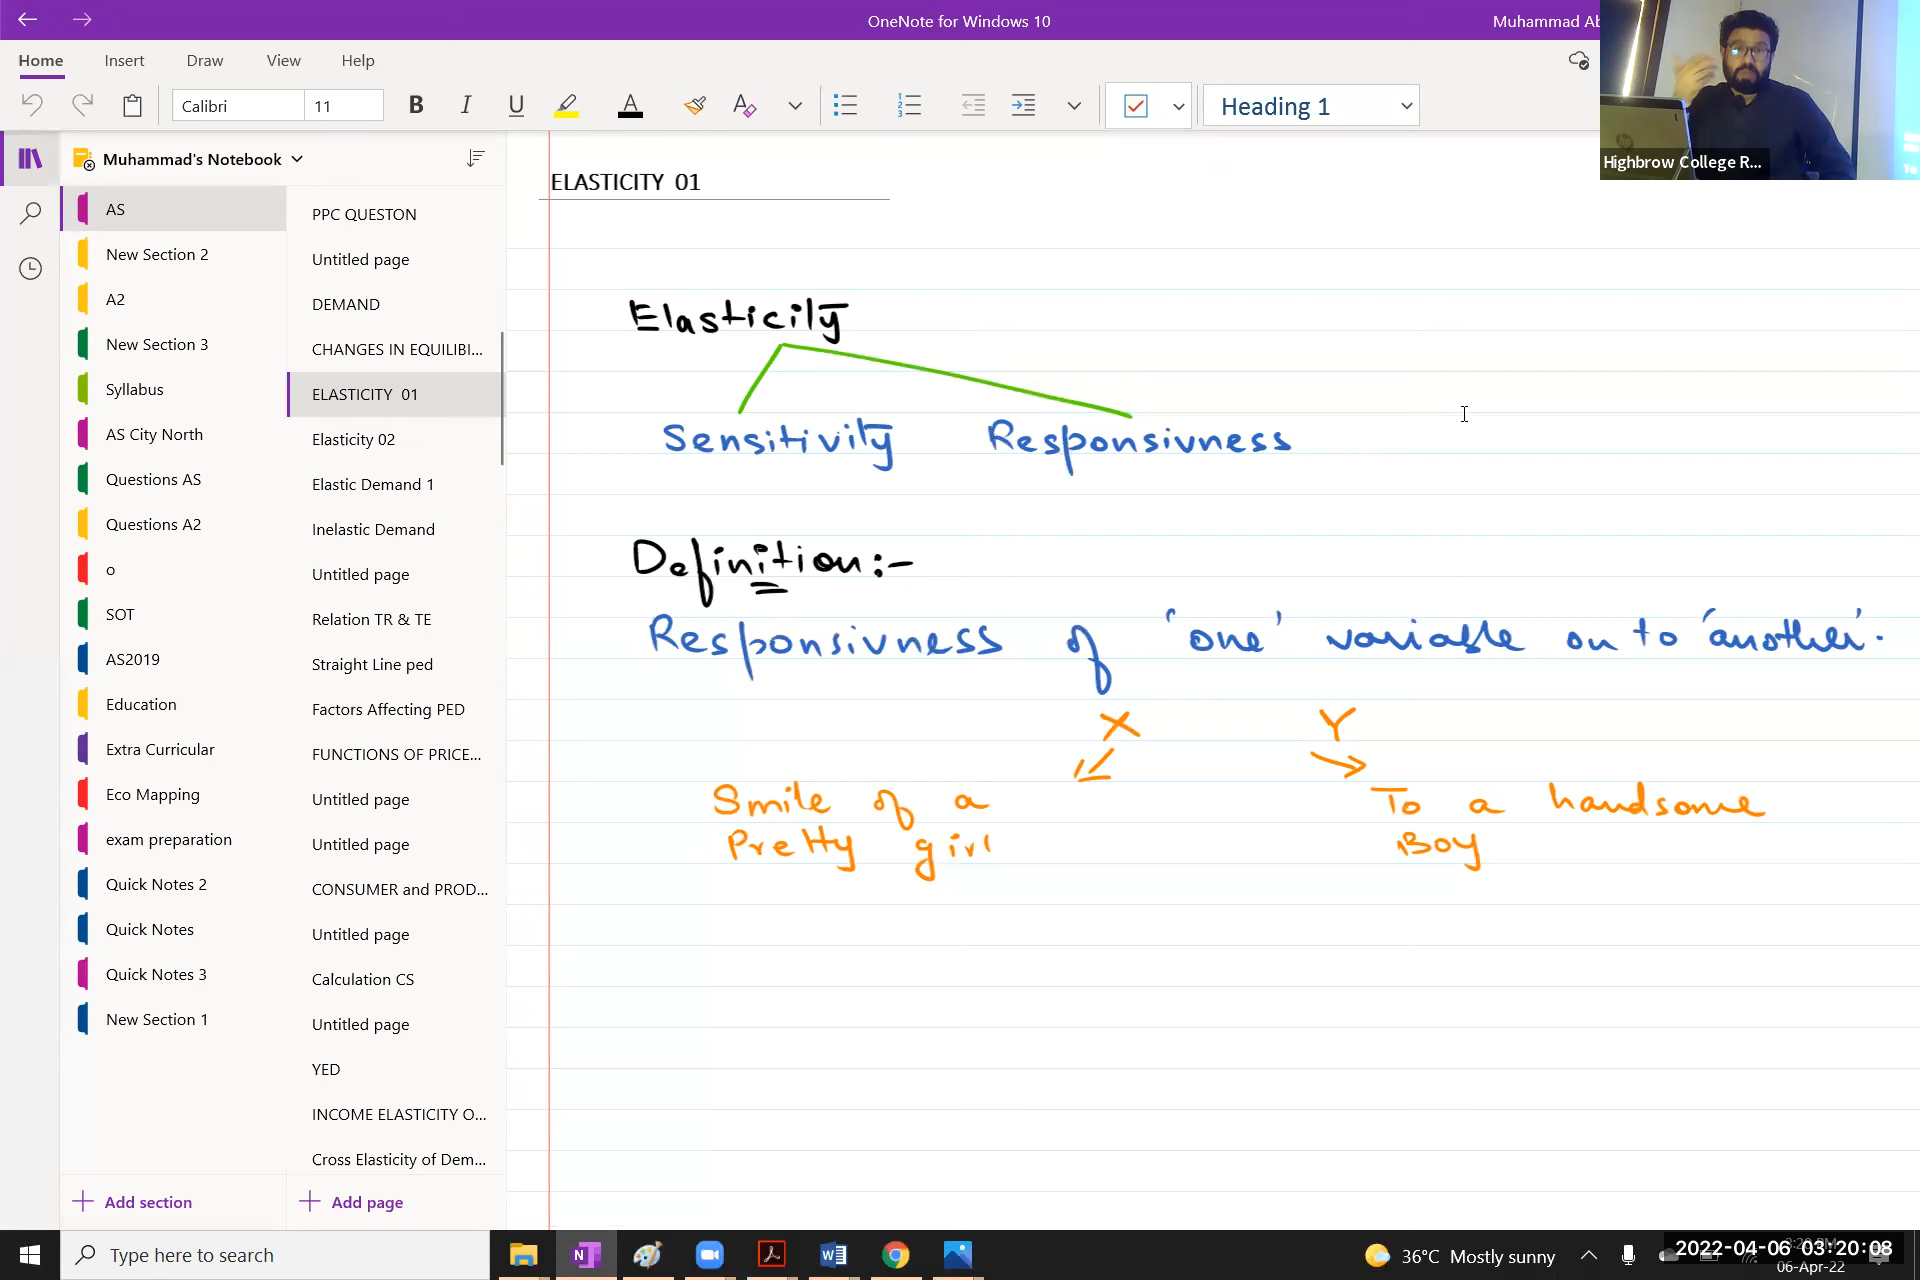 OneNote for Windows 10
Muhammad Ab
Home Insert Draw View Help
Calibri 11 B I U A Heading 1
Highbrow College R...
Muhammad's Notebook
AS
New Section 2
A2
New Section 3
Syllabus
AS City North
Questions AS
Questions A2
o
SOT
AS2019
Education
Extra Curricular
Eco Mapping
exam preparation
Quick Notes 2
Quick Notes
Quick Notes 3
New Section 1
Add section
PPC QUESTON
Untitled page
DEMAND
CHANGES IN EQUILIBI...
ELASTICITY 01
Elasticity 02
Elastic Demand 1
Inelastic Demand
Untitled page
Relation TR & TE
Straight Line ped
Factors Affecting PED
FUNCTIONS OF PRICE...
Untitled page
Untitled page
CONSUMER and PROD...
Untitled page
Calculation CS
Untitled page
YED
INCOME ELASTICITY O...
Cross Elasticity of Dem...
Add page
ELASTICITY 01
Elasticity
Sensitivity Responsivness
Definition:-
Responsivness of 'one' variable on to 'another'.
X Y
Smile of a To a handsome
Pretty girl Boy
Type here to search
36°C Mostly sunny
2022-04-06 03:20:08
06-Apr-22